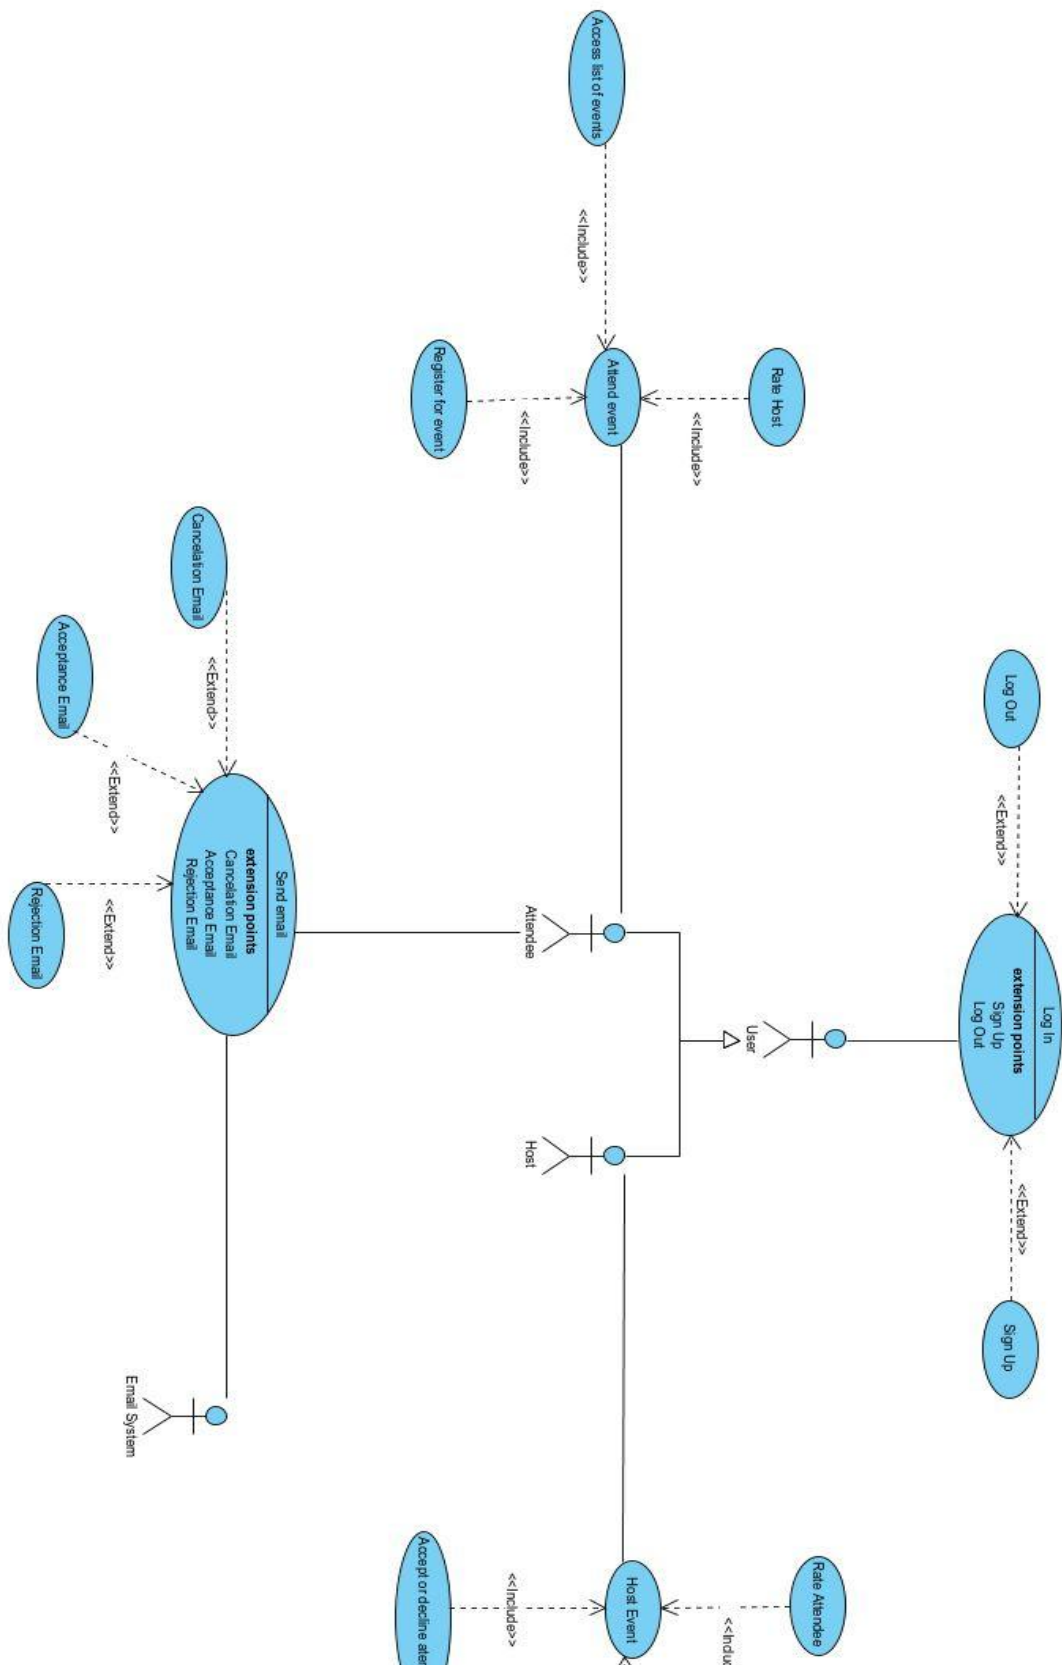 Log In
extension points
Sign Up
Log Out
Log Out
<<Extend>>
<<Extend>>
Sign Up
User
Rate Host
<<Include>>
Access list of events
<<Include>>
Attend event
<<Include>>
Register for event
Attendee
Host
Rate Attendee
Host Event
<<Include>>
Accept or decline
Cancelation Email
<<Extend>>
Acceptance Email
<<Extend>>
Send email
extension points
Cancelation Email
Acceptance Email
Rejection Email
<<Extend>>
Rejection Email
Email System